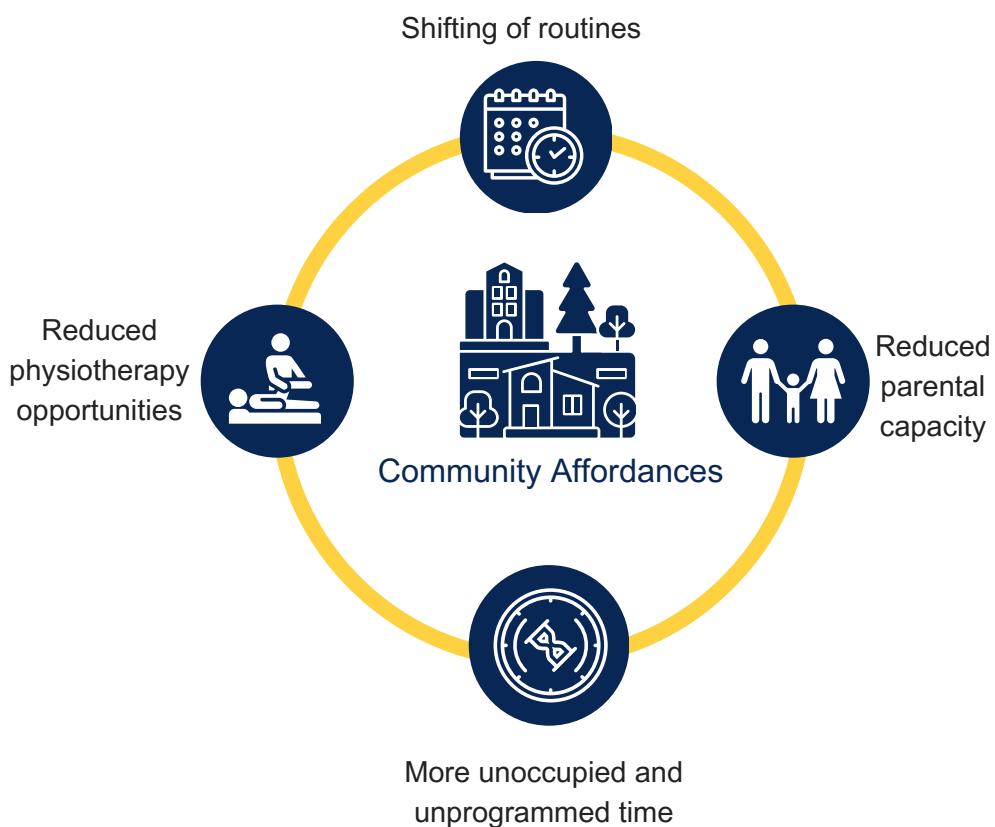 Shifting of routines
Reduced
physiotherapy
opportunities
Reduced
parental
capacity
Community Affordances
More unoccupied and
unprogrammed time